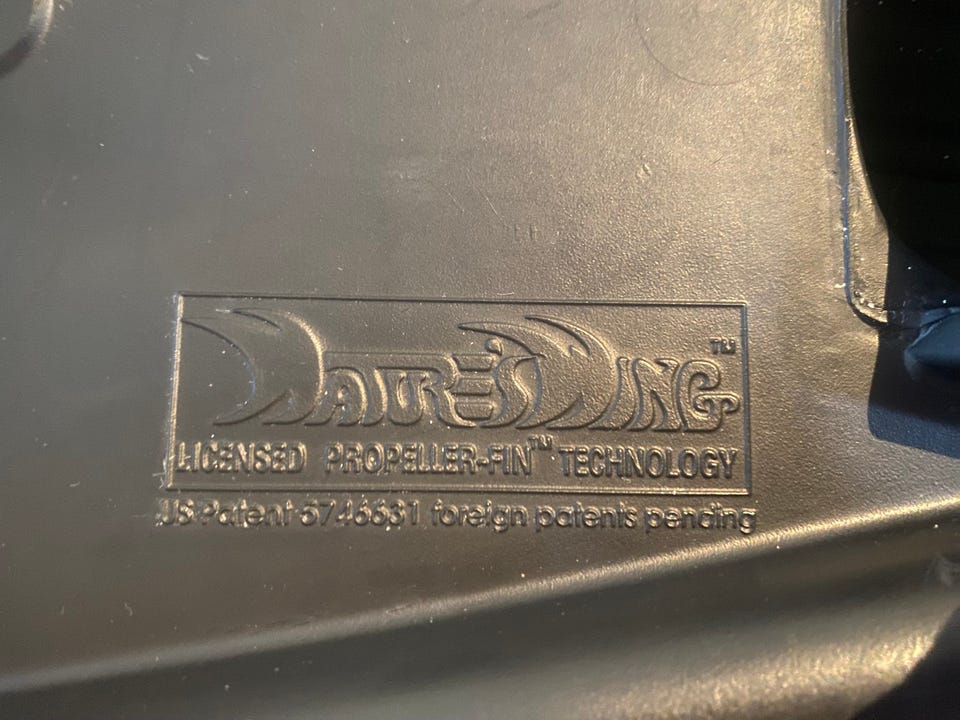 NATURE'S WING™
LICENSED PROPELLER-FIN™ TECHNOLOGY
US Patent 5746631 foreign patents pending